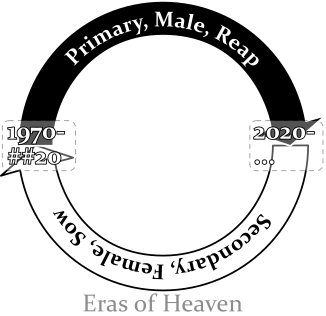 Primary, Male, Reap
1970-
##20
2020-
...
Secondary, Female, Sow
Eras of Heaven